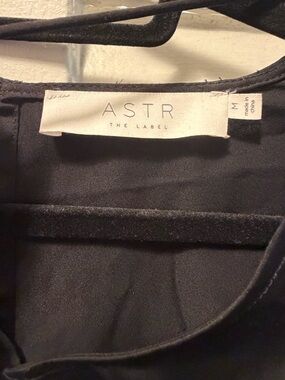 ASTR
THE LABEL
M
made in
china